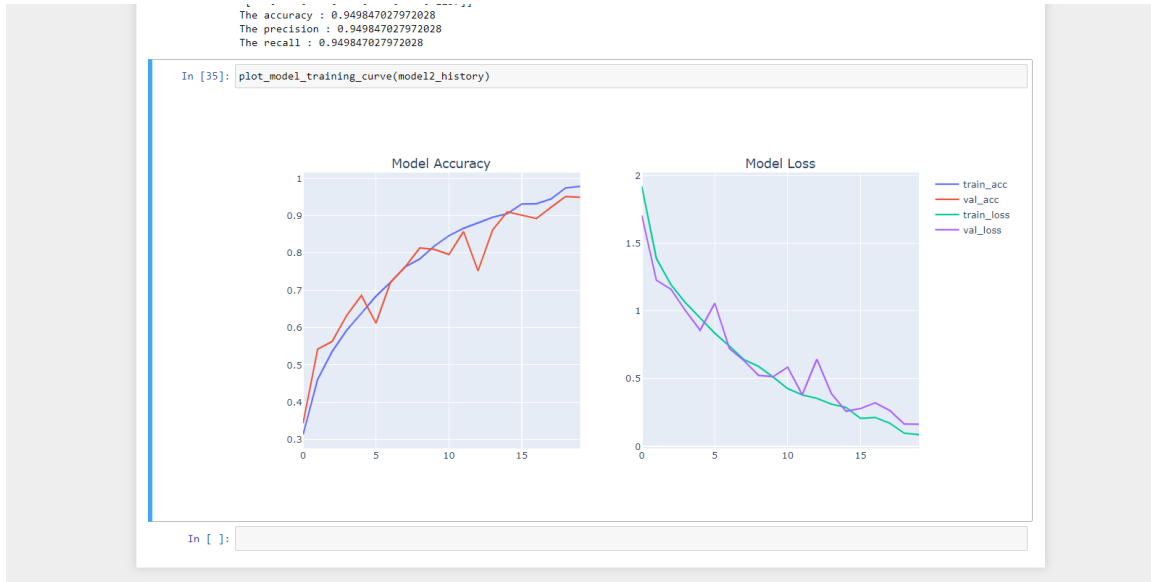 The accuracy : 0.949847027972028
The precision : 0.949847027972028
The recall : 0.949847027972028
In [35]: plot_model_training_curve(model2_history)
Model Accuracy
Model Loss
1
0.9
0.8
0.7
0.6
0.5
0.4
0.3
0 5 10 15
2
1.5
1
0.5
0
0 5 10 15
train_acc
val_acc
train_loss
val_loss
In [ ]: